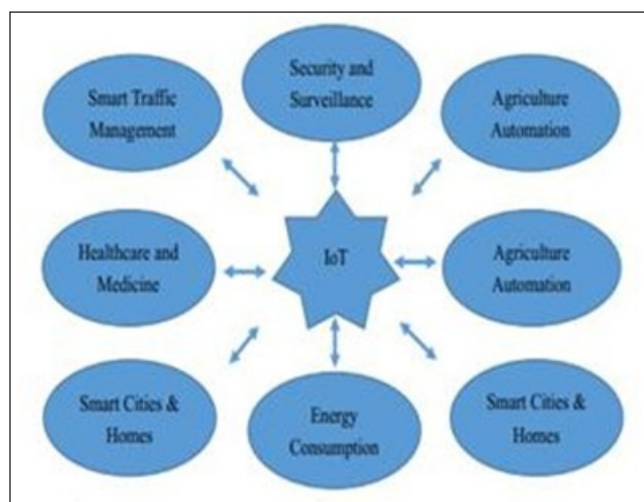 Security and
Surveillance
Smart Traffic
Management
Agriculture
Automation
Healthcare and
Medicine
IoT
Agriculture
Automation
Smart Cities &
Homes
Energy
Consumption
Smart Cities &
Homes